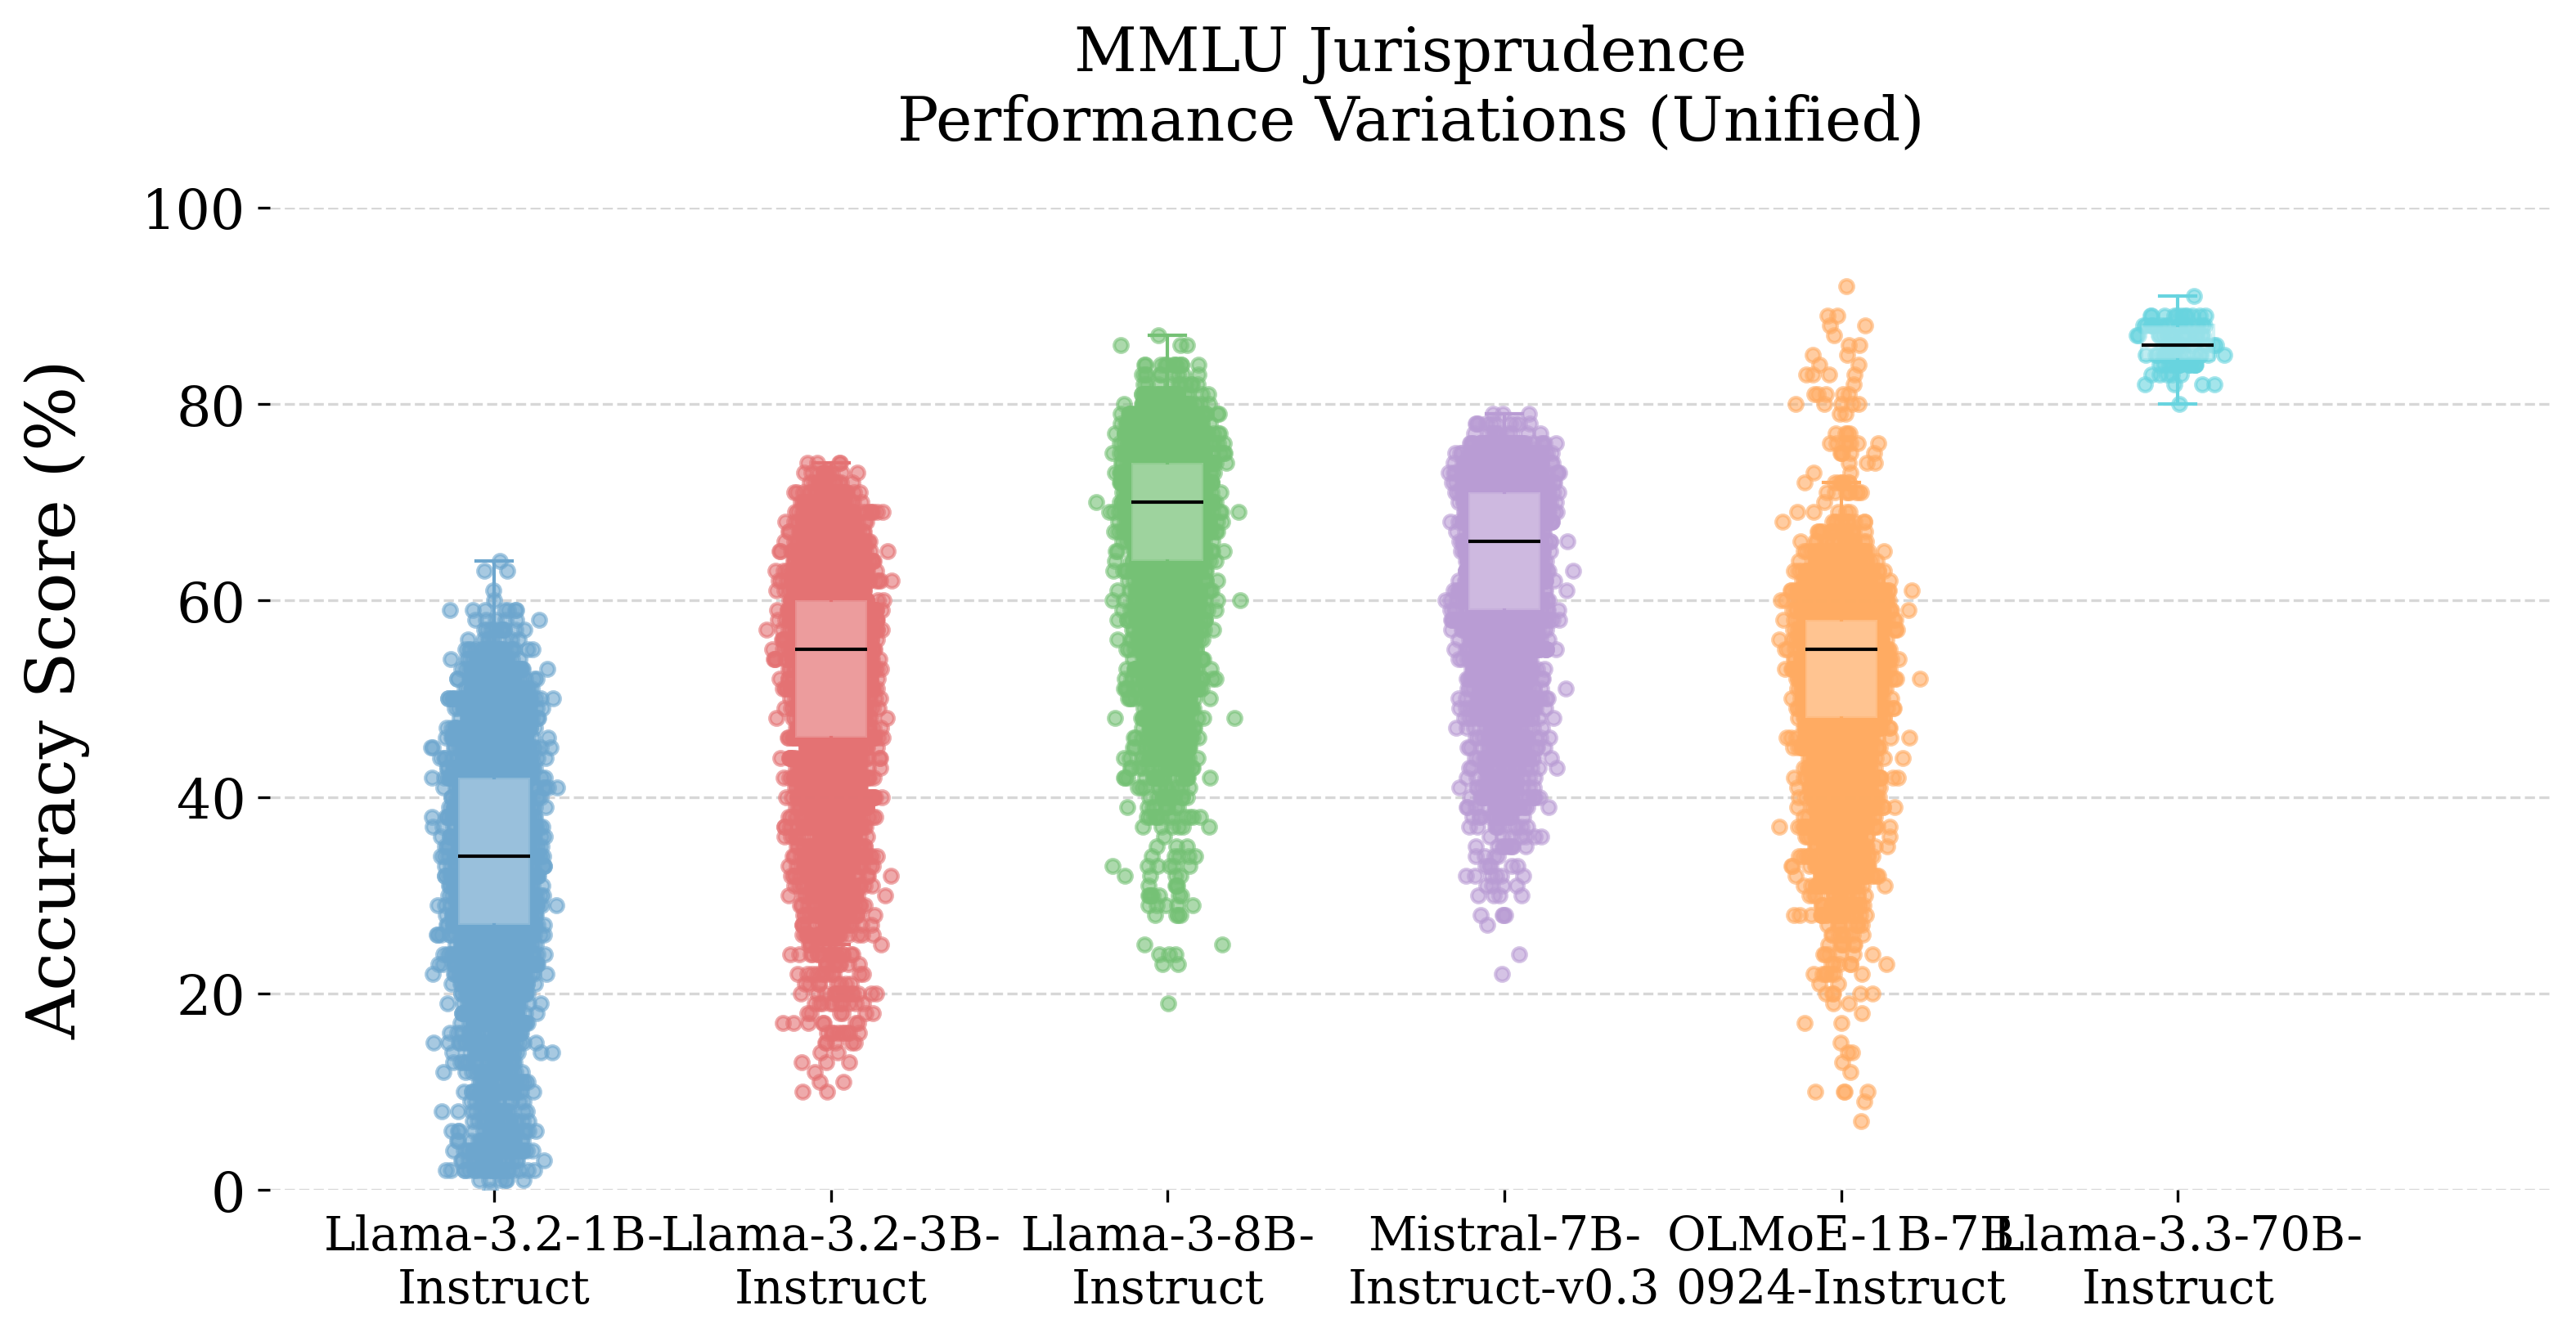 MMLU Jurisprudence
Performance Variations (Unified)
Accuracy Score (%)
100
80
60
40
20
0
Llama-3.2-1B-
Instruct
Llama-3.2-3B-
Instruct
Llama-3-8B-
Instruct
Mistral-7B-
Instruct-v0.3
OLMoE-1B-7B
0924-Instruct
Llama-3.3-70B-
Instruct